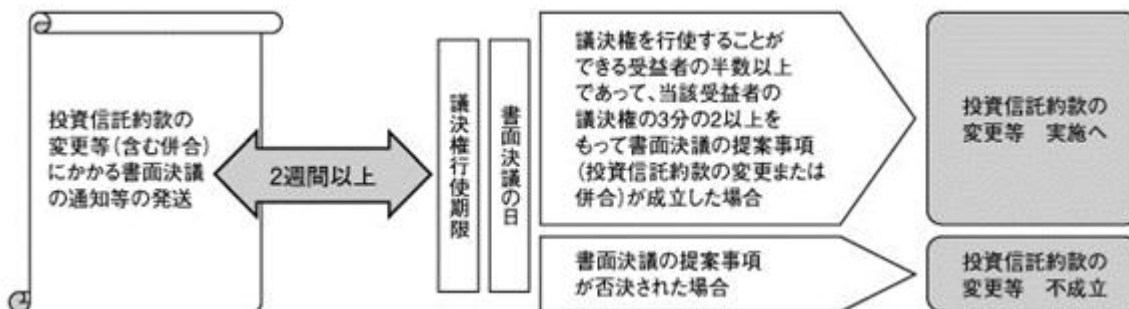 投資信託約款の
変更等(含む併合)
にかかる書面決議
の通知等の発送
2週間以上
議決権行使期限
書面決議の日
議決権を行使することが
できる受益者の半数以上
であって、当該受益者の
議決権の3分の2以上を
もって書面決議の提案事項
(投資信託約款の変更または
併合)が成立した場合
投資信託約款の
変更等 実施へ
書面決議の提案事項
が否決された場合
投資信託約款の
変更等 不成立